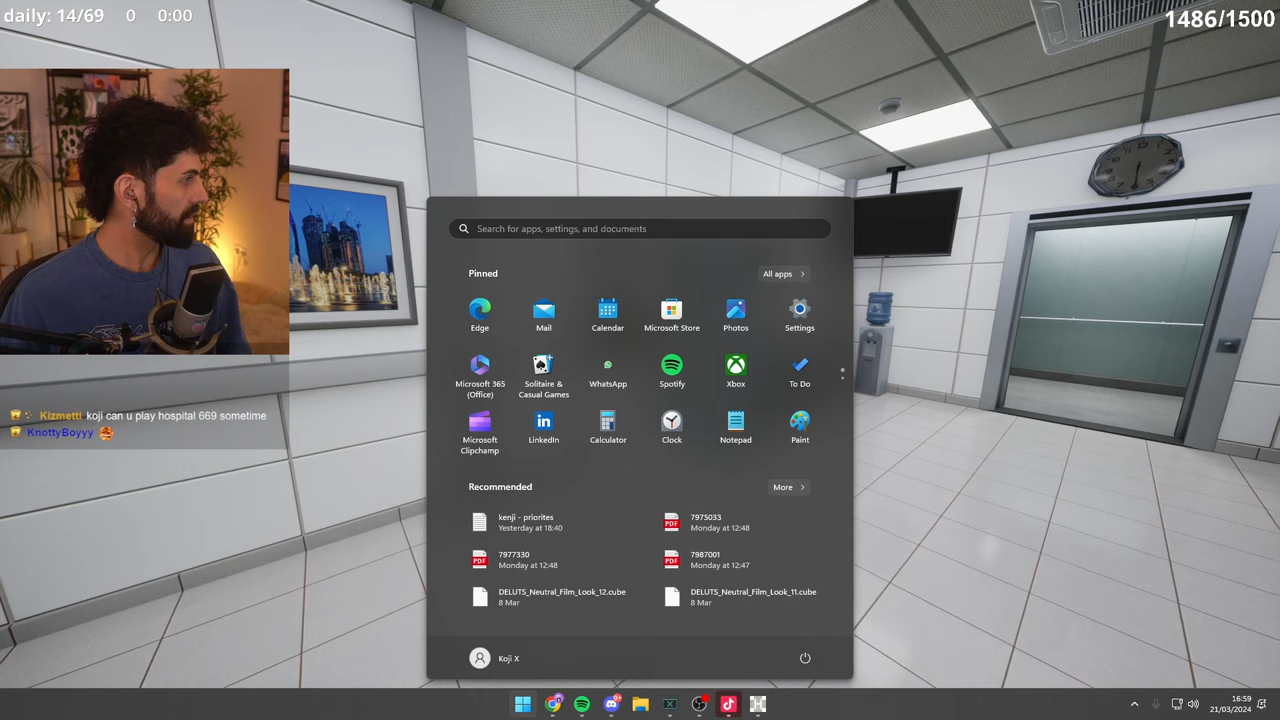 daily: 14/69 0 0:00
1486/1500
Kizmetti koji can u play hospital 669 sometime
KnottyBoyyy
Search for apps, settings, and documents
Pinned
All apps
Edge
Mail
Calendar
Microsoft Store
Photos
Settings
Microsoft 365
(Office)
Solitaire &
Casual Games
WhatsApp
Spotify
Xbox
To Do
Microsoft
Clipchamp
LinkedIn
Calculator
Clock
Notepad
Paint
Recommended
More
kenji - priorites
Yesterday at 18:40
7975033
Monday at 12:48
7977330
Monday at 12:48
7987001
Monday at 12:47
DELUTS_Neutral_Film_Look_12.cube
8 Mar
DELUTS_Neutral_Film_Look_11.cube
8 Mar
Koji X
16:59
21/03/2024